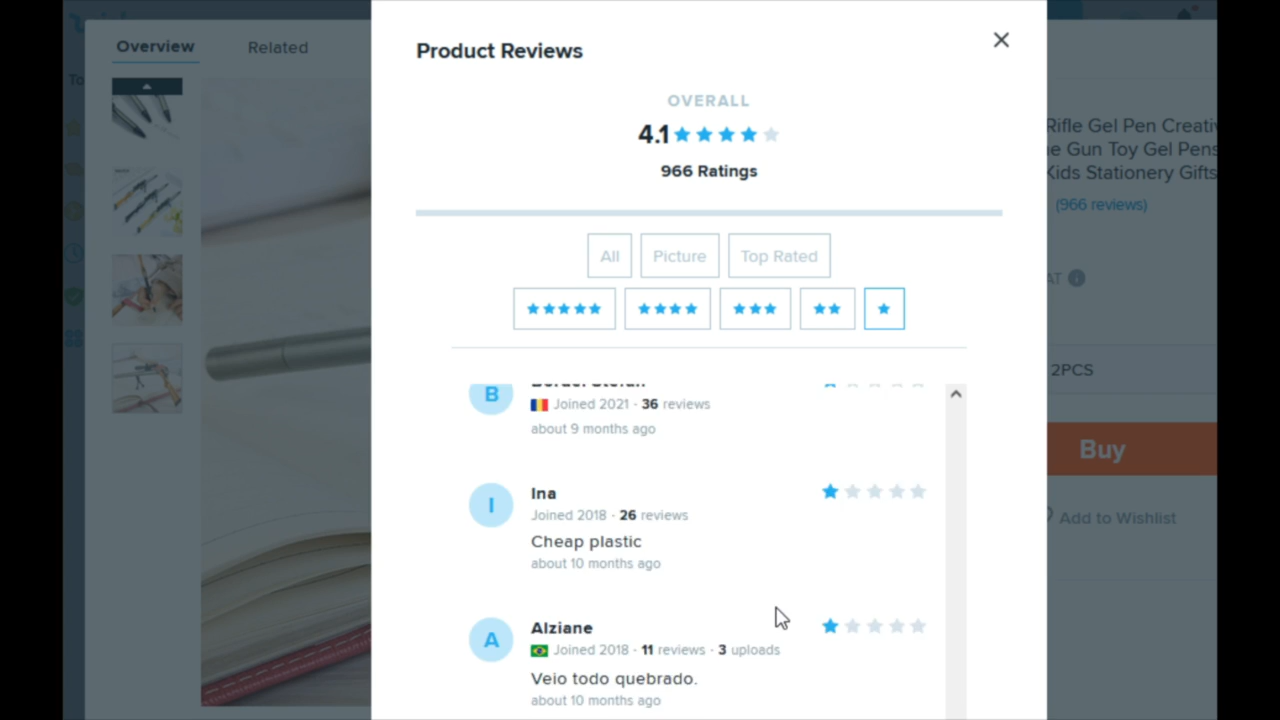 Overview
Related
Product Reviews
OVERALL
4.1
966 Ratings
All
Picture
Top Rated
B
Joined 2021 · 36 reviews
about 9 months ago
I
Ina
Joined 2018 · 26 reviews
Cheap plastic
about 10 months ago
A
Alziane
Joined 2018 · 11 reviews · 3 uploads
Veio todo quebrado.
about 10 months ago
To
Rifle Gel Pen Creativ
e Gun Toy Gel Pens
Kids Stationery Gifts
(966 reviews)
AT
2PCS
Buy
Add to Wishlist